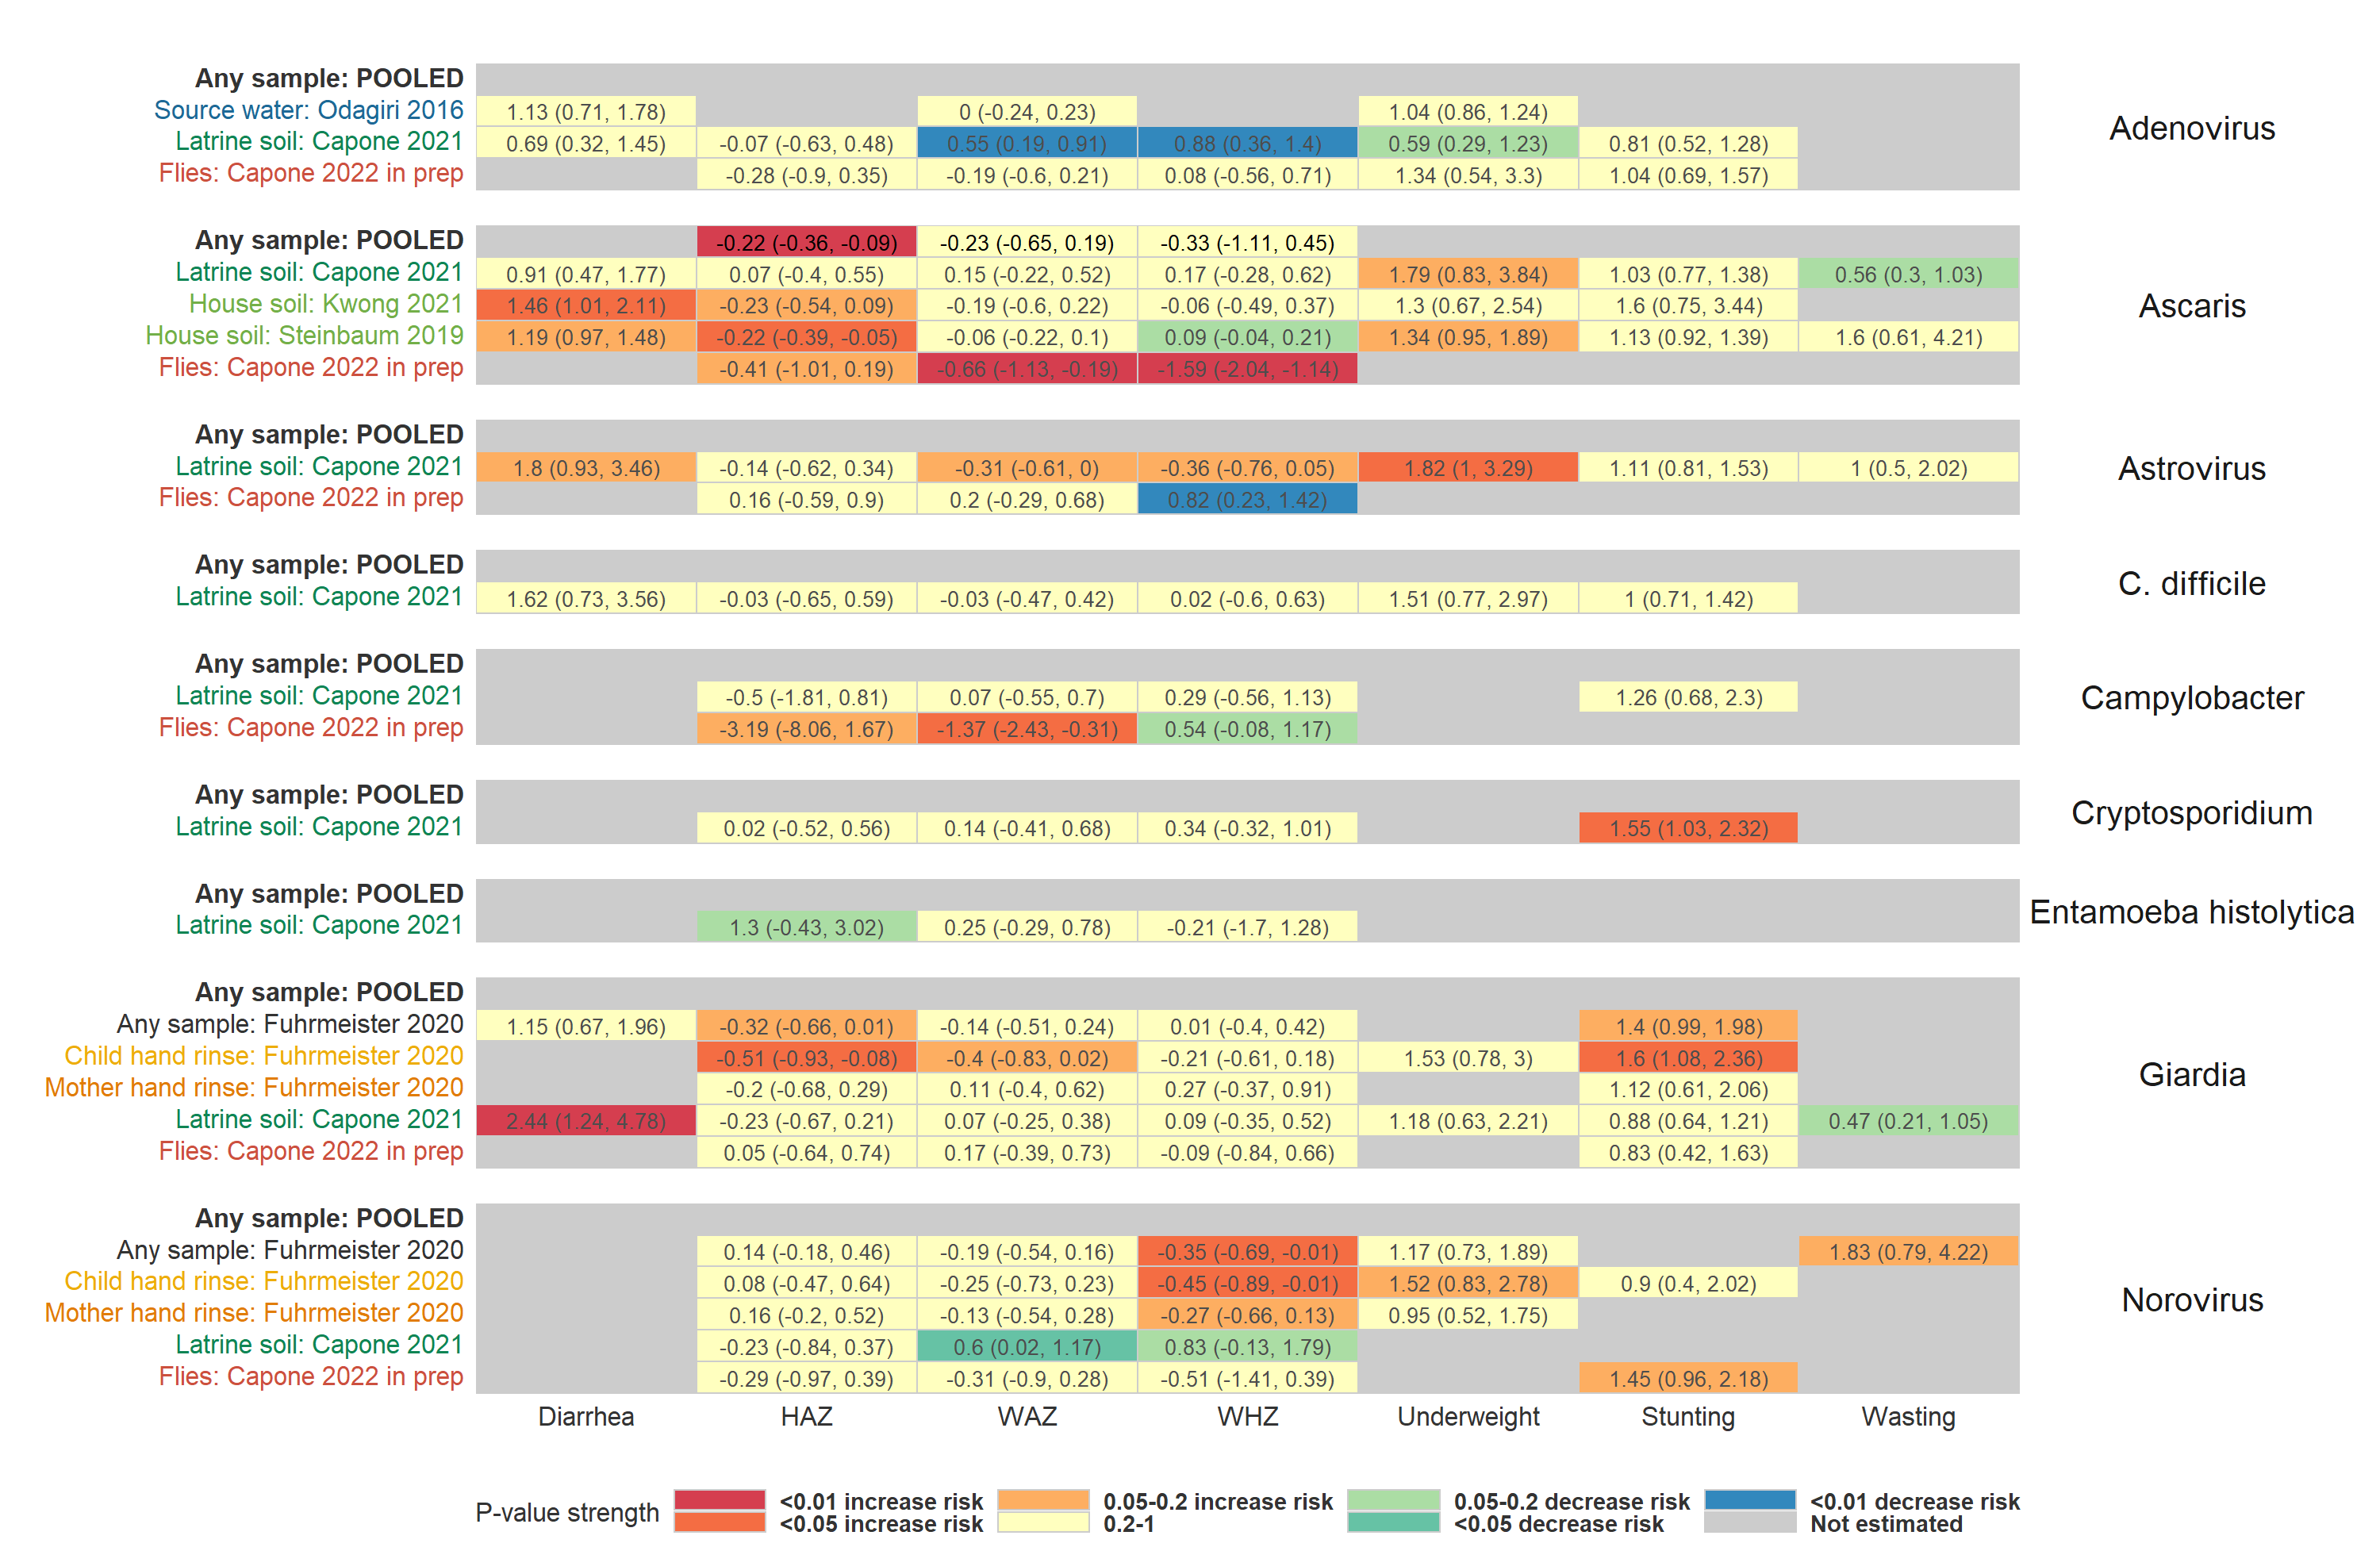 Any sample: POOLED
Source water: Odagiri 2016 1.13 (0.71, 1.78) 0 (-0.24, 0.23) 1.04 (0.86, 1.24)
Latrine soil: Capone 2021 0.69 (0.32, 1.45) -0.07 (-0.63, 0.48) 0.55 (0.19, 0.91) 0.88 (0.36, 1.4) 0.59 (0.29, 1.23) 0.81 (0.52, 1.28)
Flies: Capone 2022 in prep -0.28 (-0.9, 0.35) -0.19 (-0.6, 0.21) 0.08 (-0.56, 0.71) 1.34 (0.54, 3.3) 1.04 (0.69, 1.57)
Adenovirus
Any sample: POOLED -0.22 (-0.36, -0.09) -0.23 (-0.65, 0.19) -0.33 (-1.11, 0.45)
Latrine soil: Capone 2021 0.91 (0.47, 1.77) 0.07 (-0.4, 0.55) 0.15 (-0.22, 0.52) 0.17 (-0.28, 0.62) 1.79 (0.83, 3.84) 1.03 (0.77, 1.38) 0.56 (0.3, 1.03)
House soil: Kwong 2021 1.46 (1.01, 2.11) -0.23 (-0.54, 0.09) -0.19 (-0.6, 0.22) -0.06 (-0.49, 0.37) 1.3 (0.67, 2.54) 1.6 (0.75, 3.44)
House soil: Steinbaum 2019 1.19 (0.97, 1.48) -0.22 (-0.39, -0.05) -0.06 (-0.22, 0.1) 0.09 (-0.04, 0.21) 1.34 (0.95, 1.89) 1.13 (0.92, 1.39) 1.6 (0.61, 4.21)
Flies: Capone 2022 in prep -0.41 (-1.01, 0.19) -0.66 (-1.13, -0.19) -1.59 (-2.04, -1.14)
Ascaris
Any sample: POOLED
Latrine soil: Capone 2021 1.8 (0.93, 3.46) -0.14 (-0.62, 0.34) -0.31 (-0.61, 0) -0.36 (-0.76, 0.05) 1.82 (1, 3.29) 1.11 (0.81, 1.53) 1 (0.5, 2.02)
Flies: Capone 2022 in prep 0.16 (-0.59, 0.9) 0.2 (-0.29, 0.68) 0.82 (0.23, 1.42)
Astrovirus
Any sample: POOLED
Latrine soil: Capone 2021 1.62 (0.73, 3.56) -0.03 (-0.65, 0.59) -0.03 (-0.47, 0.42) 0.02 (-0.6, 0.63) 1.51 (0.77, 2.97) 1 (0.71, 1.42)
C. difficile
Any sample: POOLED
Latrine soil: Capone 2021 -0.5 (-1.81, 0.81) 0.07 (-0.55, 0.7) 0.29 (-0.56, 1.13) 1.26 (0.68, 2.3)
Flies: Capone 2022 in prep -3.19 (-8.06, 1.67) -1.37 (-2.43, -0.31) 0.54 (-0.08, 1.17)
Campylobacter
Any sample: POOLED
Latrine soil: Capone 2021 0.02 (-0.52, 0.56) 0.14 (-0.41, 0.68) 0.34 (-0.32, 1.01) 1.55 (1.03, 2.32)
Cryptosporidium
Any sample: POOLED
Latrine soil: Capone 2021 1.3 (-0.43, 3.02) 0.25 (-0.29, 0.78) -0.21 (-1.7, 1.28)
Entamoeba histolytica
Any sample: POOLED
Any sample: Fuhrmeister 2020 1.15 (0.67, 1.96) -0.32 (-0.66, 0.01) -0.14 (-0.51, 0.24) 0.01 (-0.4, 0.42) 1.4 (0.99, 1.98)
Child hand rinse: Fuhrmeister 2020 -0.51 (-0.93, -0.08) -0.4 (-0.83, 0.02) -0.21 (-0.61, 0.18) 1.53 (0.78, 3) 1.6 (1.08, 2.36)
Mother hand rinse: Fuhrmeister 2020 -0.2 (-0.68, 0.29) 0.11 (-0.4, 0.62) 0.27 (-0.37, 0.91) 1.12 (0.61, 2.06)
Latrine soil: Capone 2021 2.44 (1.24, 4.78) -0.23 (-0.67, 0.21) 0.07 (-0.25, 0.38) 0.09 (-0.35, 0.52) 1.18 (0.63, 2.21) 0.88 (0.64, 1.21) 0.47 (0.21, 1.05)
Flies: Capone 2022 in prep 0.05 (-0.64, 0.74) 0.17 (-0.39, 0.73) -0.09 (-0.84, 0.66) 0.83 (0.42, 1.63)
Giardia
Any sample: POOLED
Any sample: Fuhrmeister 2020 0.14 (-0.18, 0.46) -0.19 (-0.54, 0.16) -0.35 (-0.69, -0.01) 1.17 (0.73, 1.89) 1.83 (0.79, 4.22)
Child hand rinse: Fuhrmeister 2020 0.08 (-0.47, 0.64) -0.25 (-0.73, 0.23) -0.45 (-0.89, -0.01) 1.52 (0.83, 2.78) 0.9 (0.4, 2.02)
Mother hand rinse: Fuhrmeister 2020 0.16 (-0.2, 0.52) -0.13 (-0.54, 0.28) -0.27 (-0.66, 0.13) 0.95 (0.52, 1.75)
Latrine soil: Capone 2021 -0.23 (-0.84, 0.37) 0.6 (0.02, 1.17) 0.83 (-0.13, 1.79)
Flies: Capone 2022 in prep -0.29 (-0.97, 0.39) -0.31 (-0.9, 0.28) -0.51 (-1.41, 0.39) 1.45 (0.96, 2.18)
Norovirus
Diarrhea HAZ WAZ WHZ Underweight Stunting Wasting
P-value strength
<0.01 increase risk 0.05-0.2 increase risk 0.05-0.2 decrease risk <0.01 decrease risk
<0.05 increase risk 0.2-1 <0.05 decrease risk Not estimated